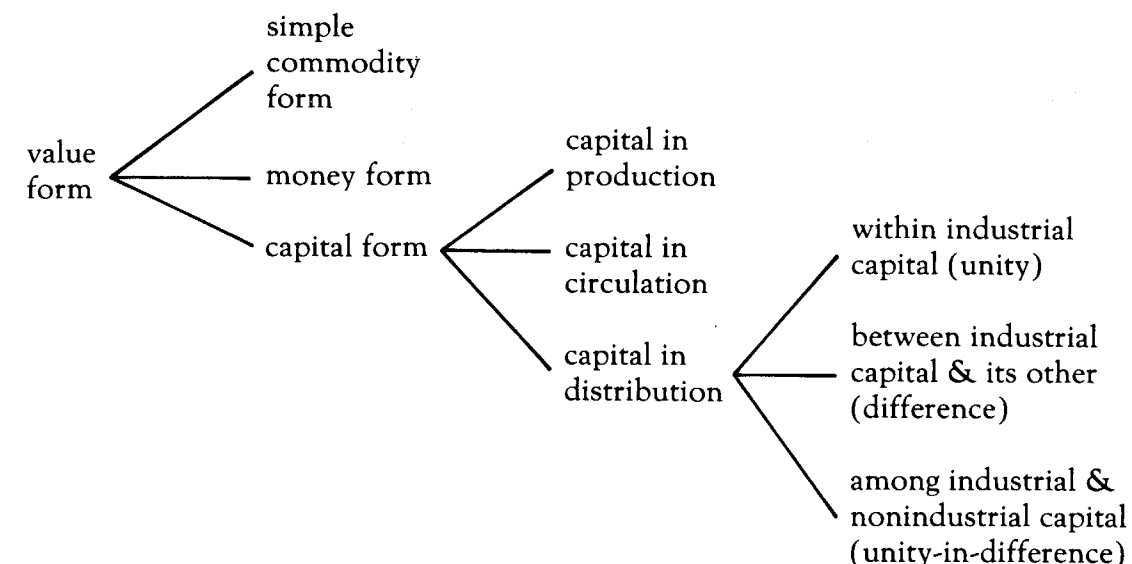 value
form
simple
commodity
form
money form
capital form
capital in
production
capital in
circulation
capital in
distribution
within industrial
capital (unity)
between industrial
capital & its other
(difference)
among industrial &
nonindustrial capital
(unity-in-difference)